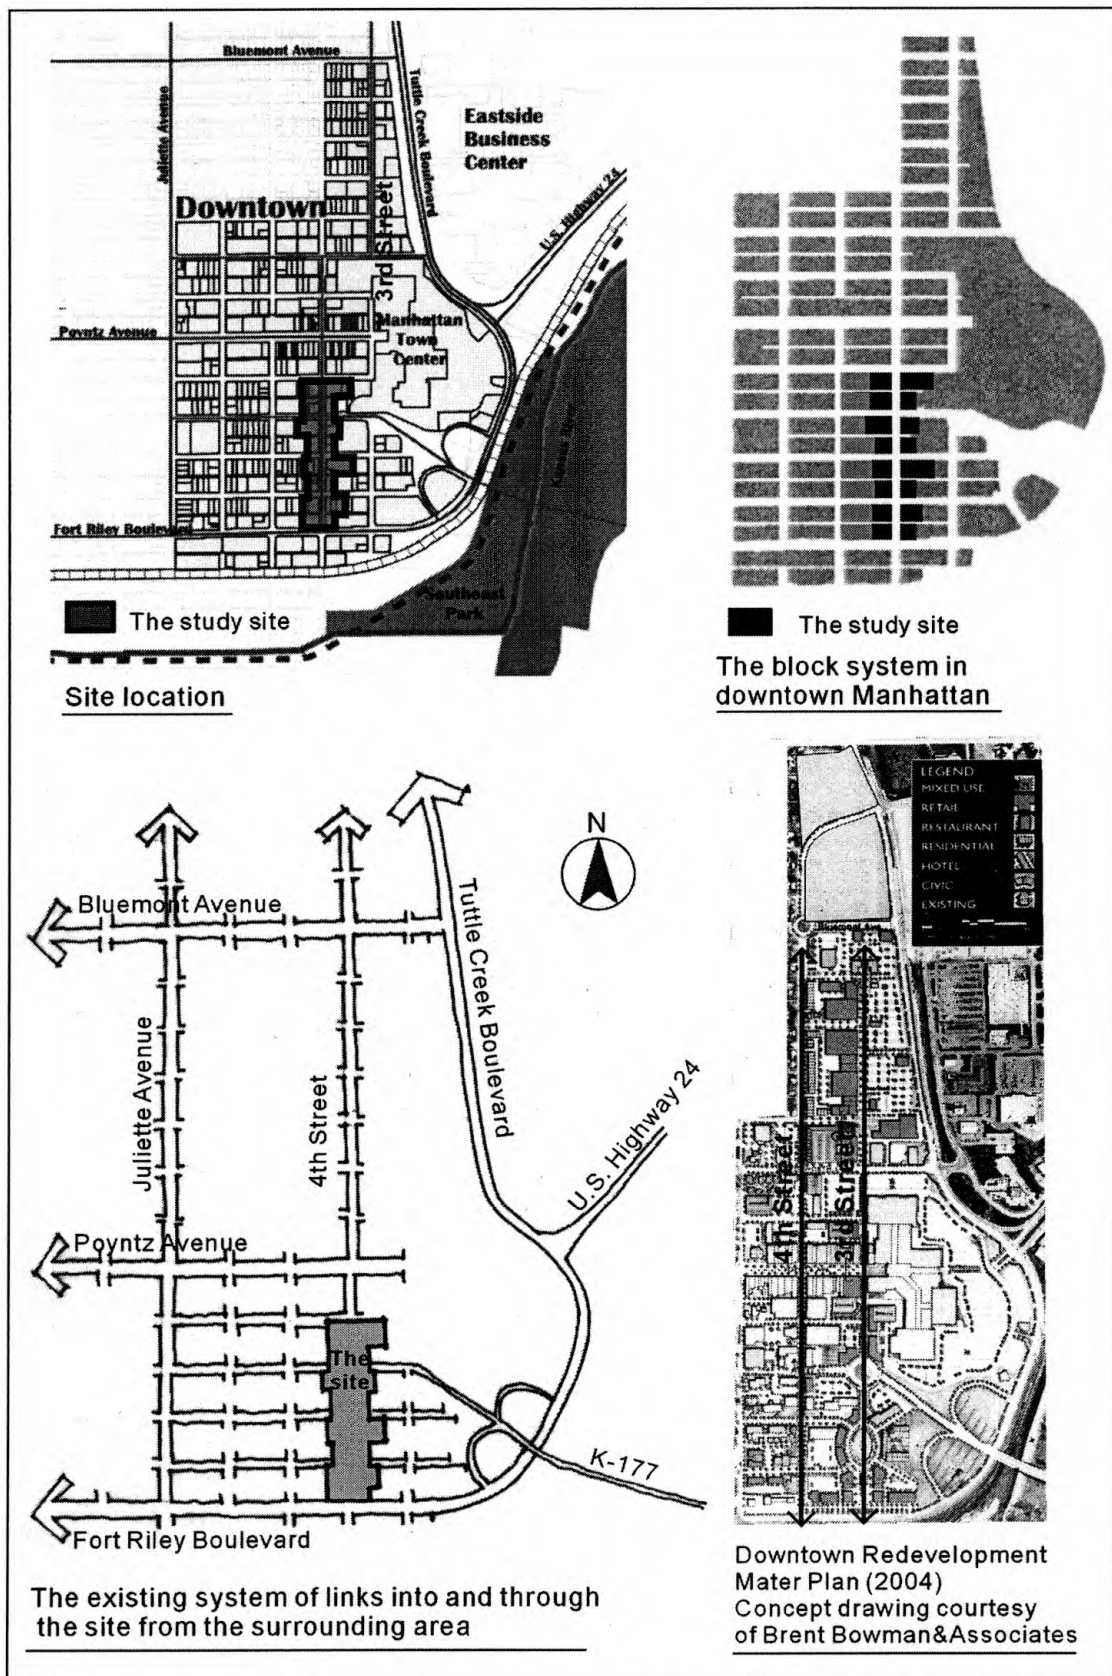 Bluemont Avenue
Juliette Avenue
Tuttle Creek Boulevard
Eastside
Business
Center
U.S. Highway 24
Downtown
3rd Street
Manhattan
Town
Center
Poyntz Avenue
Kansas River
Fort Riley Boulevard
Southeast
Park
The study site
Site location
The study site
The block system in
downtown Manhattan
N
Bluemont Avenue
Juliette Avenue
4th Street
Tuttle Creek Boulevard
U.S. Highway 24
Poyntz Avenue
The
site
K-177
Fort Riley Boulevard
The existing system of links into and through
the site from the surrounding area
LEGEND
MIXED USE
RETAIL
RESTAURANT
RESIDENTIAL
HOTEL
CIVIC
EXISTING
Bluemont Ave
4th Street
3rd Street
Downtown Redevelopment
Mater Plan (2004)
Concept drawing courtesy
of Brent Bowman&Associates